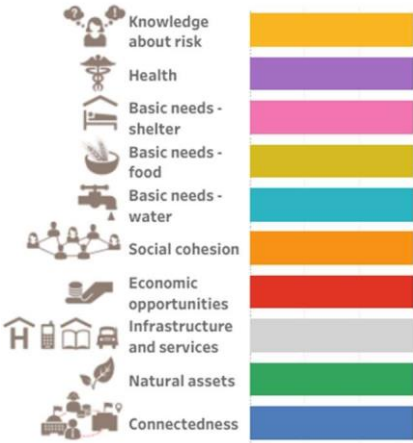 Knowledge
about risk
Health
Basic needs -
shelter
Basic needs -
food
Basic needs -
water
Social cohesion
Economic
opportunities
Infrastructure
and services
Natural assets
Connectedness